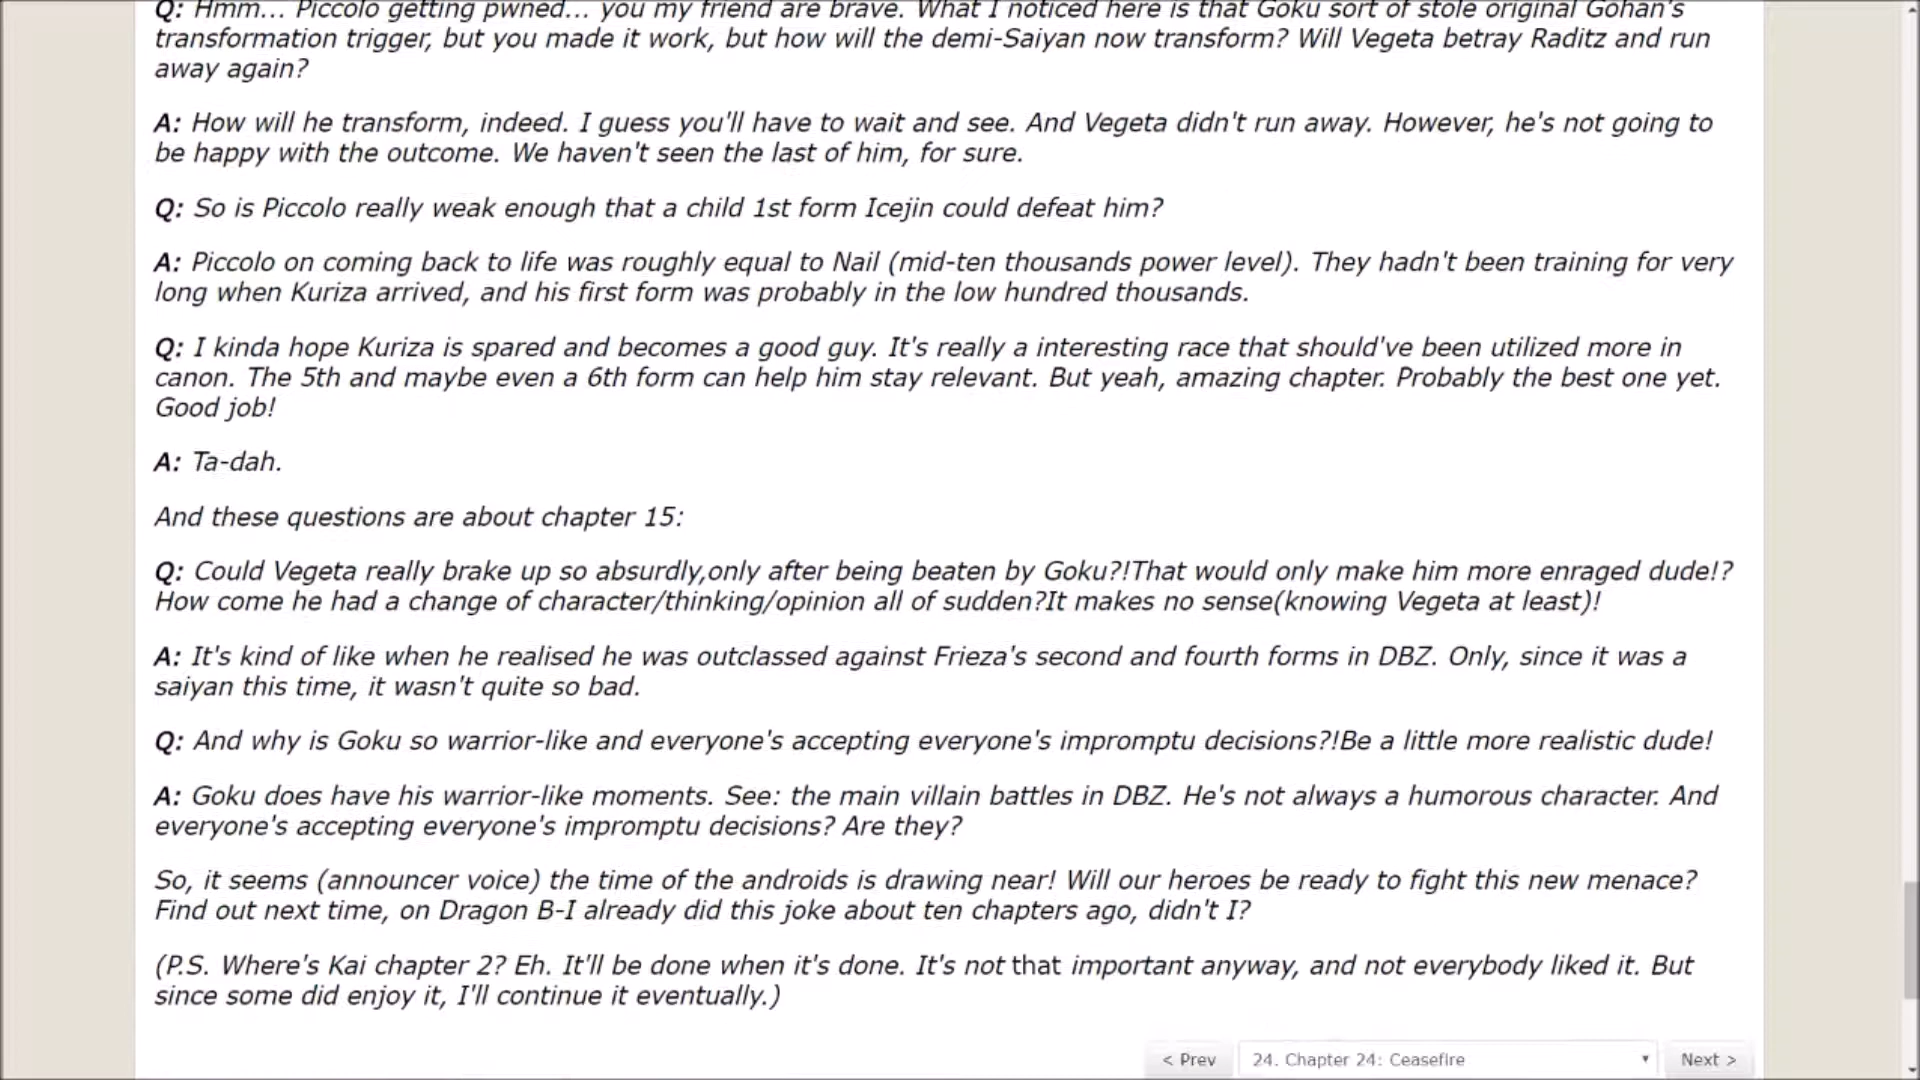 Q: Hmm... Piccolo getting pwned... you my friend are brave. What I noticed here is that Goku sort of stole original Gohan's
transformation trigger, but you made it work, but how will the demi-Saiyan now transform? Will Vegeta betray Raditz and run
away again?
A: How will he transform, indeed. I guess you'll have to wait and see. And Vegeta didn't run away. However, he's not going to
be happy with the outcome. We haven't seen the last of him, for sure.
Q: So is Piccolo really weak enough that a child 1st form Icejin could defeat him?
A: Piccolo on coming back to life was roughly equal to Nail (mid-ten thousands power level). They hadn't been training for very
long when Kuriza arrived, and his first form was probably in the low hundred thousands.
Q: I kinda hope Kuriza is spared and becomes a good guy. It's really a interesting race that should've been utilized more in
canon. The 5th and maybe even a 6th form can help him stay relevant. But yeah, amazing chapter. Probably the best one yet.
Good job!
A: Ta-dah.
And these questions are about chapter 15:
Q: Could Vegeta really brake up so absurdly,only after being beaten by Goku?!That would only make him more enraged dude!?
How come he had a change of character/thinking/opinion all of sudden?It makes no sense(knowing Vegeta at least)!
A: It's kind of like when he realised he was outclassed against Frieza's second and fourth forms in DBZ. Only, since it was a
saiyan this time, it wasn't quite so bad.
Q: And why is Goku so warrior-like and everyone's accepting everyone's impromptu decisions?!Be a little more realistic dude!
A: Goku does have his warrior-like moments. See: the main villain battles in DBZ. He's not always a humorous character. And
everyone's accepting everyone's impromptu decisions? Are they?
So, it seems (announcer voice) the time of the androids is drawing near! Will our heroes be ready to fight this new menace?
Find out next time, on Dragon B-I already did this joke about ten chapters ago, didn't I?
(P.S. Where's Kai chapter 2? Eh. It'll be done when it's done. It's not that important anyway, and not everybody liked it. But
since some did enjoy it, I'll continue it eventually.)
< Prev 24. Chapter 24: Ceasefire Next >